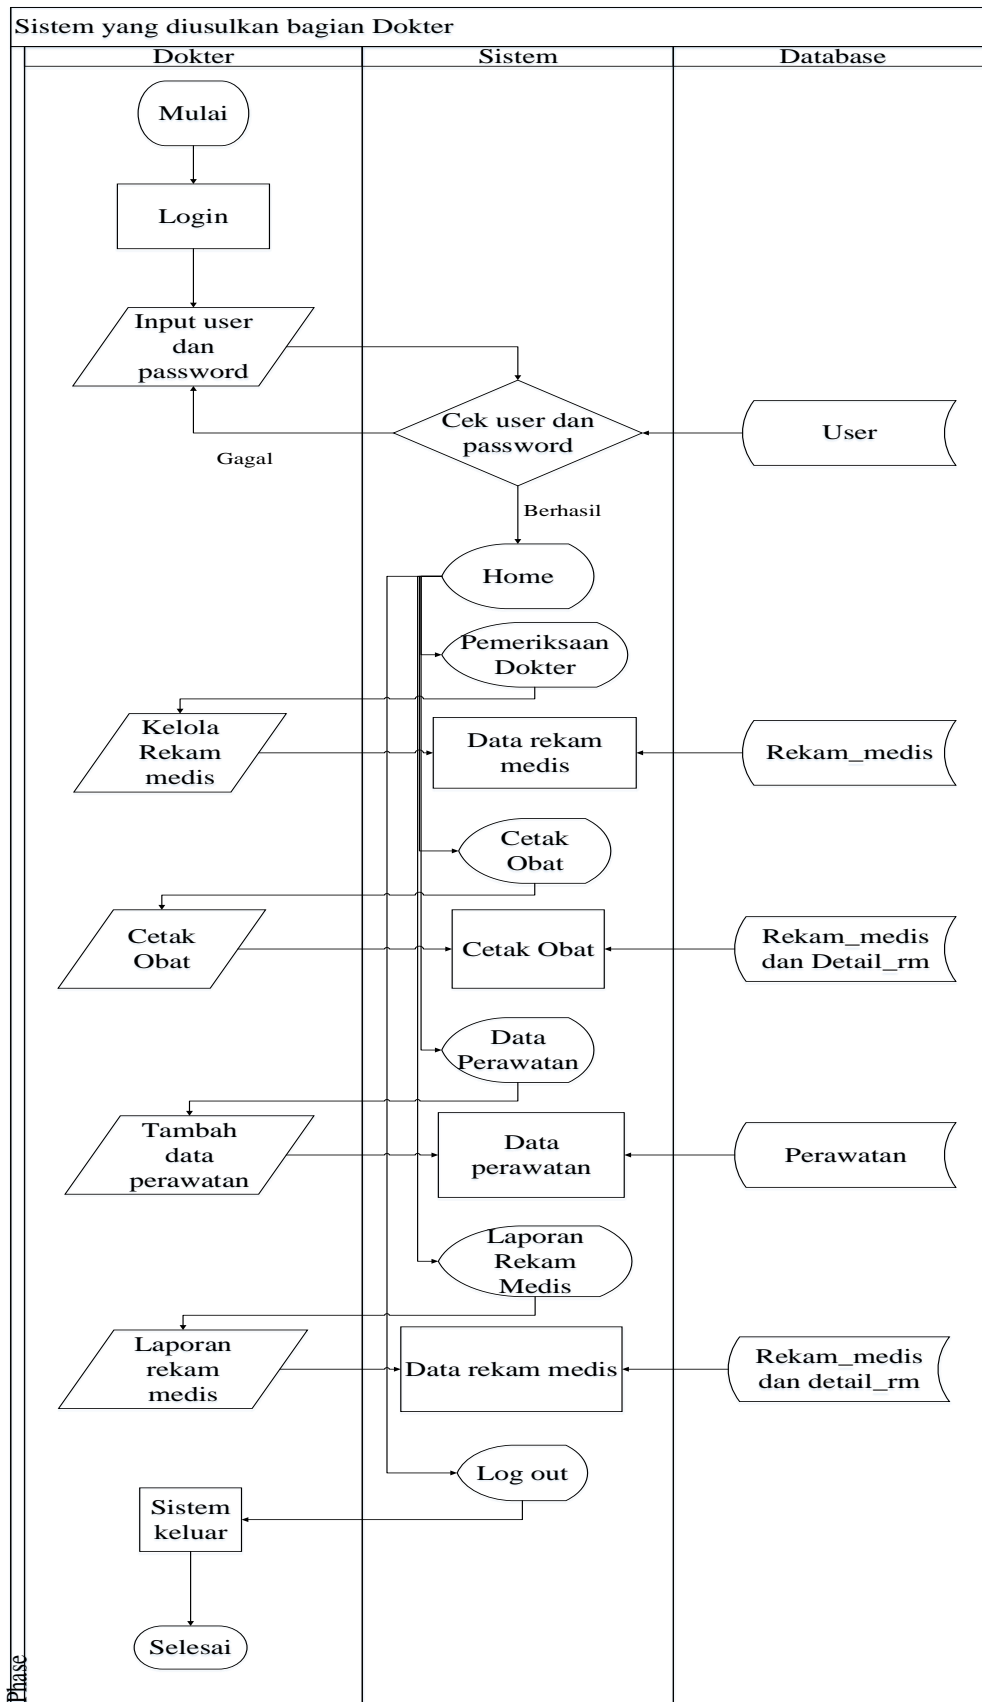 Sistem yang diusulkan bagian Dokter
Dokter
Sistem
Database
Mulai
Login
Input user
dan
password
Cek user dan
password
User
Gagal
Berhasil
Home
Pemeriksaan
Dokter
Kelola
Rekam
medis
Data rekam
medis
Rekam_medis
Cetak
Obat
Cetak
Obat
Cetak Obat
Rekam_medis
dan Detail_rm
Data
Perawatan
Tambah
data
perawatan
Data
perawatan
Perawatan
Laporan
Rekam
Medis
Laporan
rekam
medis
Data rekam medis
Rekam_medis
dan detail_rm
Log out
Sistem
keluar
Selesai
Phase